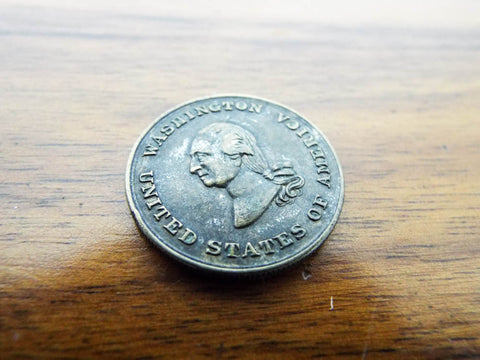 WASHINGTON
UNITED STATES OF AMERICA